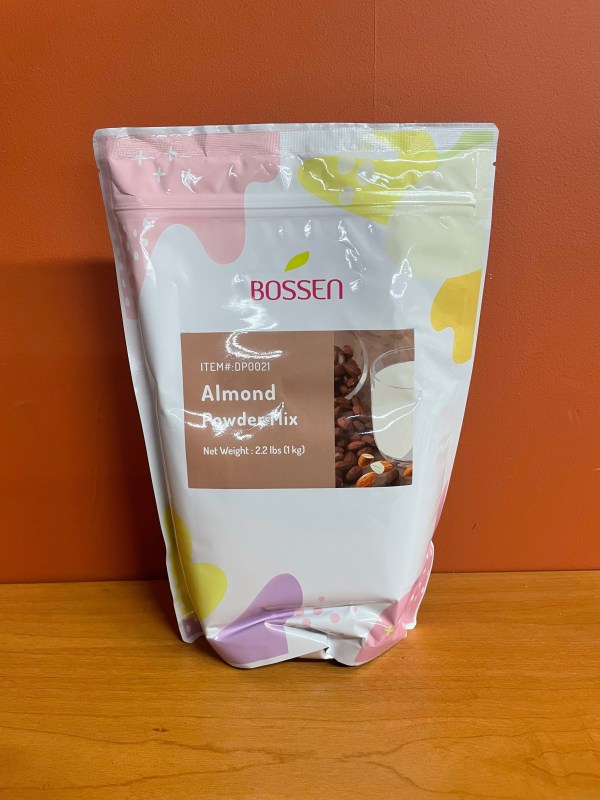 BOSSEN
ITEM#:DP0021
Almond
Powder Mix
Net Weight : 2.2 lbs (1 kg)